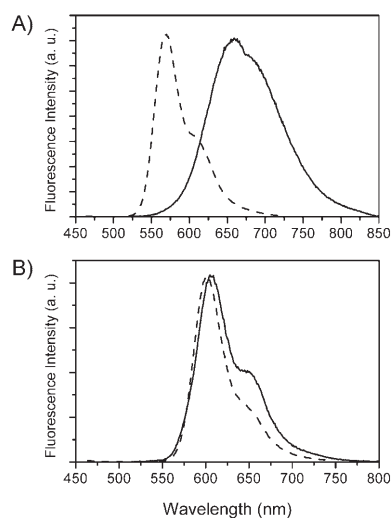 A)
Fluorescence Intensity (a. u.)
450 500 550 600 650 700 750 800 850
B)
Fluorescence Intensity (a. u.)
450 500 550 600 650 700 750 800
Wavelength (nm)